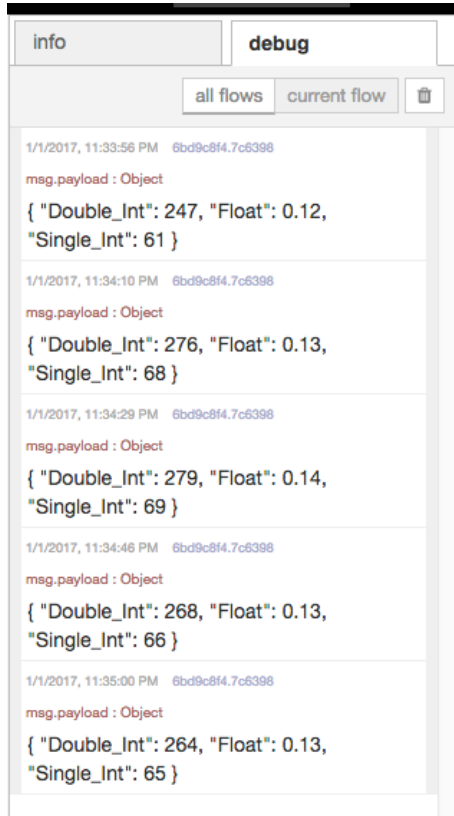 info debug
all flows current flow
1/1/2017, 11:33:56 PM 6bd9c8f4.7c6398
msg.payload : Object
{ "Double_Int": 247, "Float": 0.12,
"Single_Int": 61 }
1/1/2017, 11:34:10 PM 6bd9c8f4.7c6398
msg.payload : Object
{ "Double_Int": 276, "Float": 0.13,
"Single_Int": 68 }
1/1/2017, 11:34:29 PM 6bd9c8f4.7c6398
msg.payload : Object
{ "Double_Int": 279, "Float": 0.14,
"Single_Int": 69 }
1/1/2017, 11:34:46 PM 6bd9c8f4.7c6398
msg.payload : Object
{ "Double_Int": 268, "Float": 0.13,
"Single_Int": 66 }
1/1/2017, 11:35:00 PM 6bd9c8f4.7c6398
msg.payload : Object
{ "Double_Int": 264, "Float": 0.13,
"Single_Int": 65 }